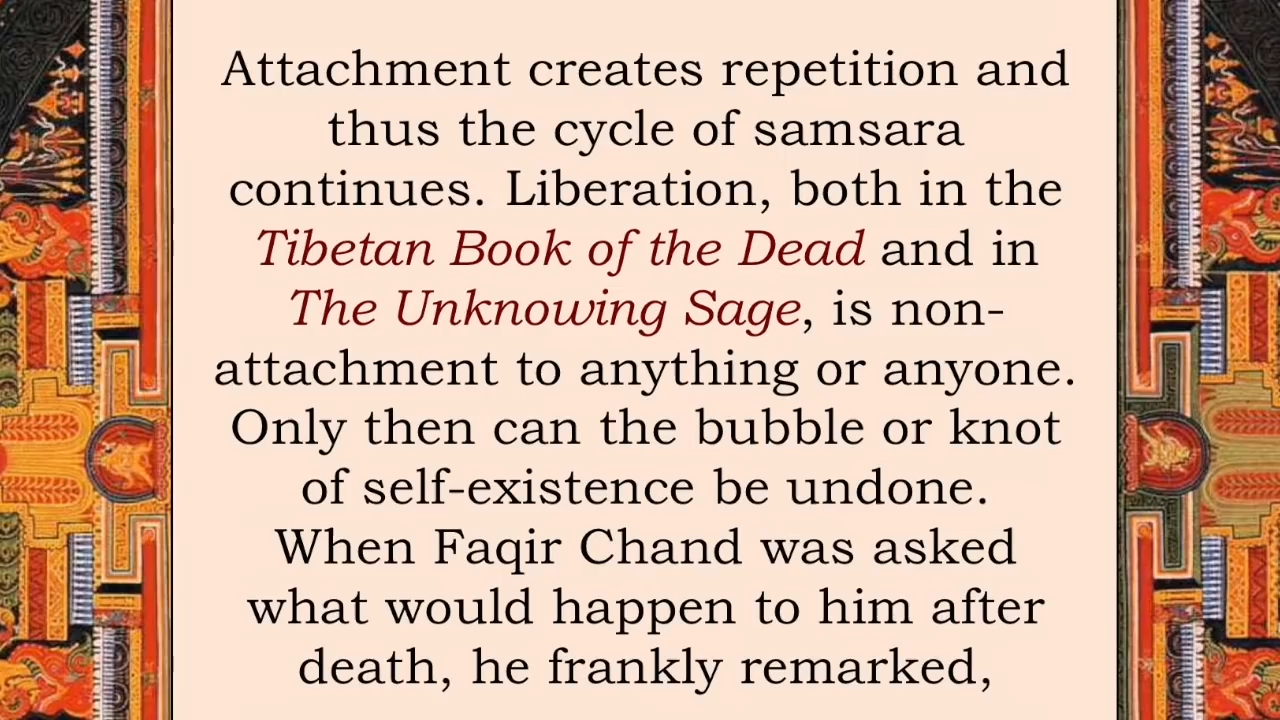 Attachment creates repetition and
thus the cycle of samsara
continues. Liberation, both in the
Tibetan Book of the Dead and in
The Unknowing Sage, is non-
attachment to anything or anyone.
Only then can the bubble or knot
of self-existence be undone.
When Faqir Chand was asked
what would happen to him after
death, he frankly remarked,